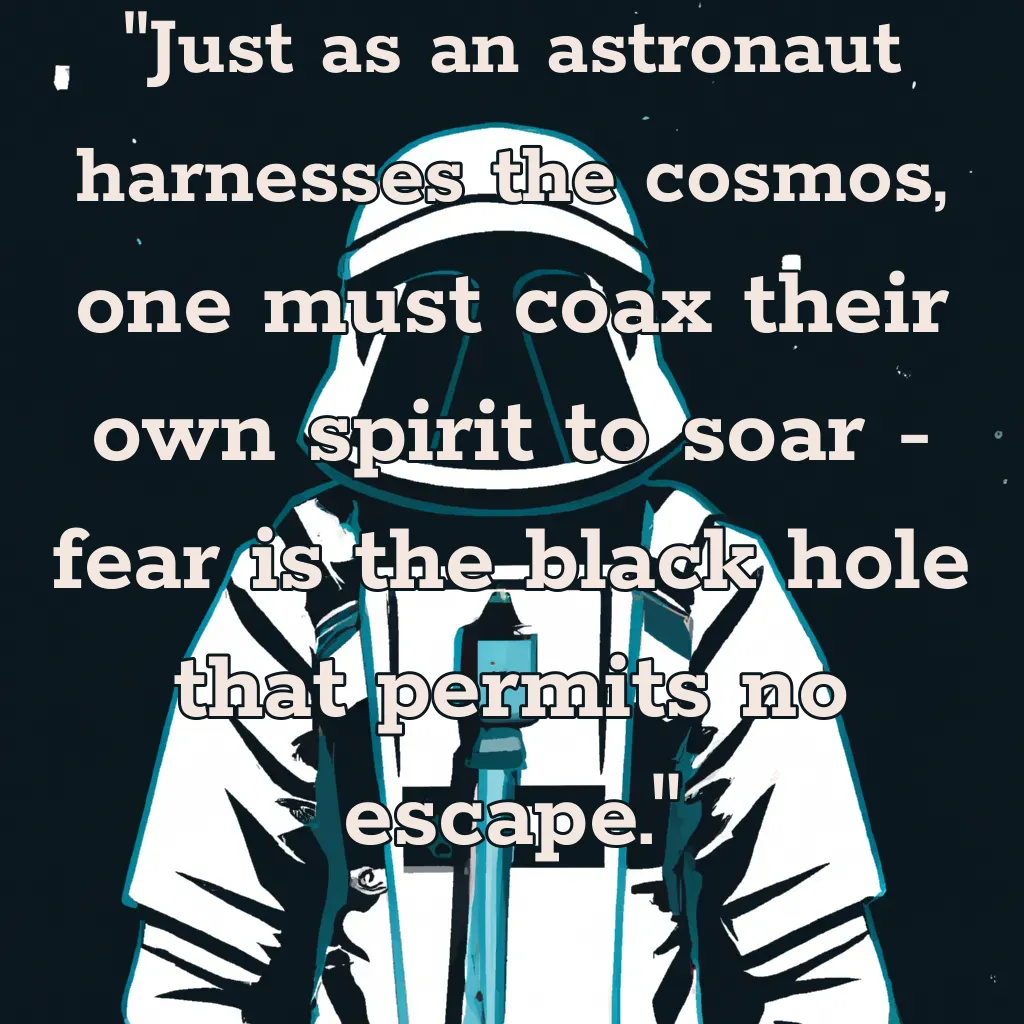 "Just as an astronaut
harnesses the cosmos,
one must coax their
own spirit to soar -
fear is the black hole
that permits no
escape."